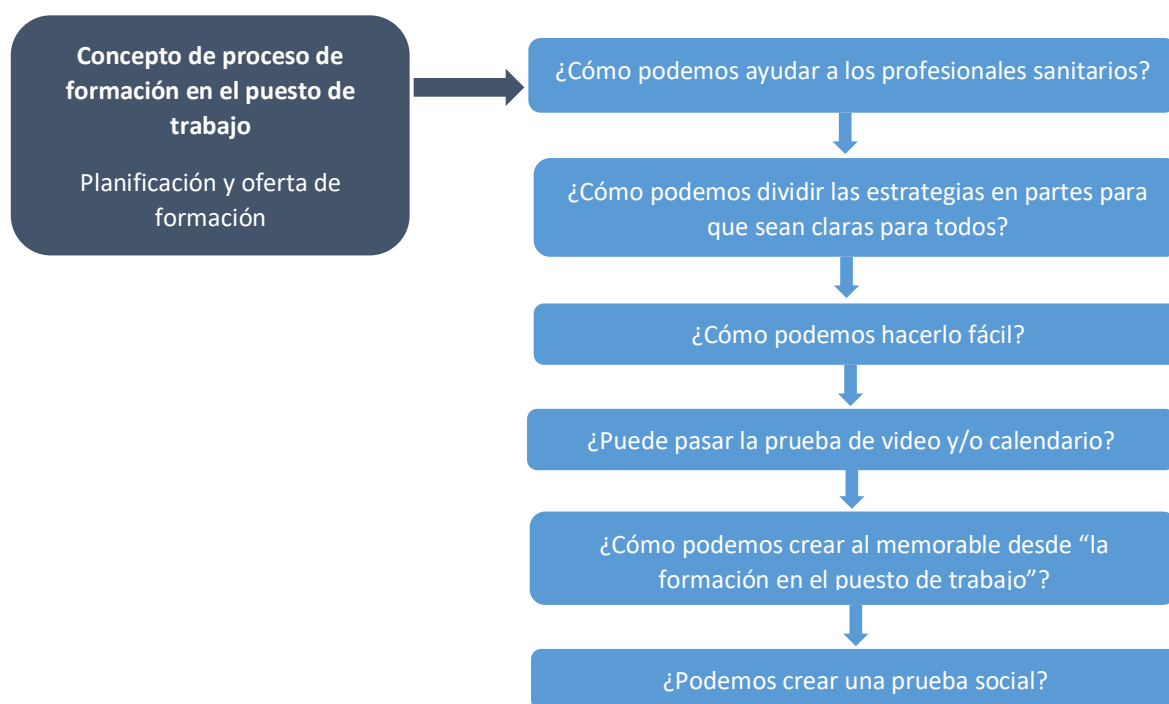 Concepto de proceso de
formación en el puesto de
trabajo
Planificación y oferta de
formación
¿Cómo podemos ayudar a los profesionales sanitarios?
¿Cómo podemos dividir las estrategias en partes para
que sean claras para todos?
¿Cómo podemos hacerlo fácil?
¿Puede pasar la prueba de video y/o calendario?
¿Cómo podemos crear al memorable desde “la
formación en el puesto de trabajo”?
¿Podemos crear una prueba social?